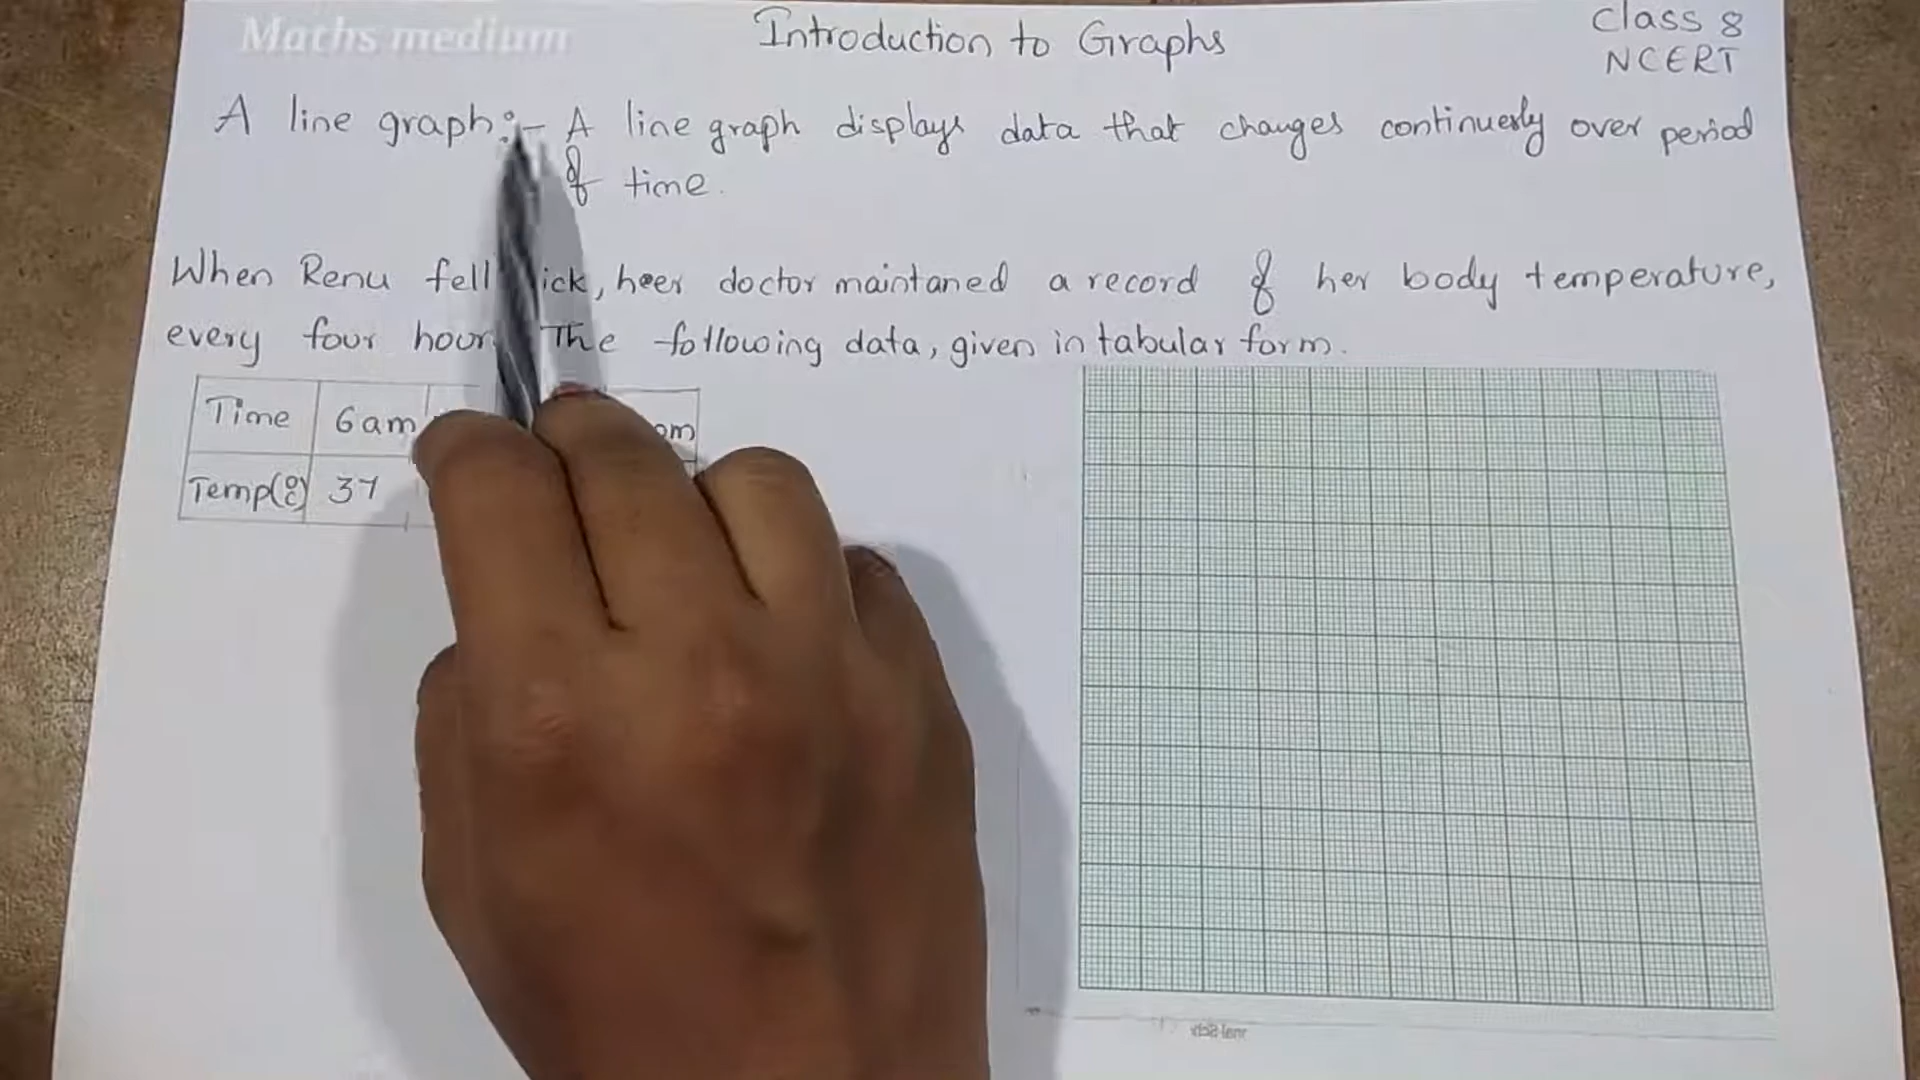 Maths medium
Introduction to Graphs
Class 8
NCERT
A line graph:- A line graph displays data that changes continuesly over period
of time.
When Renu fell ick, heer doctor maintaned a record of her body temperature,
every four hour The following data, given in tabular form.
Time 6am
Temp(°C) 37